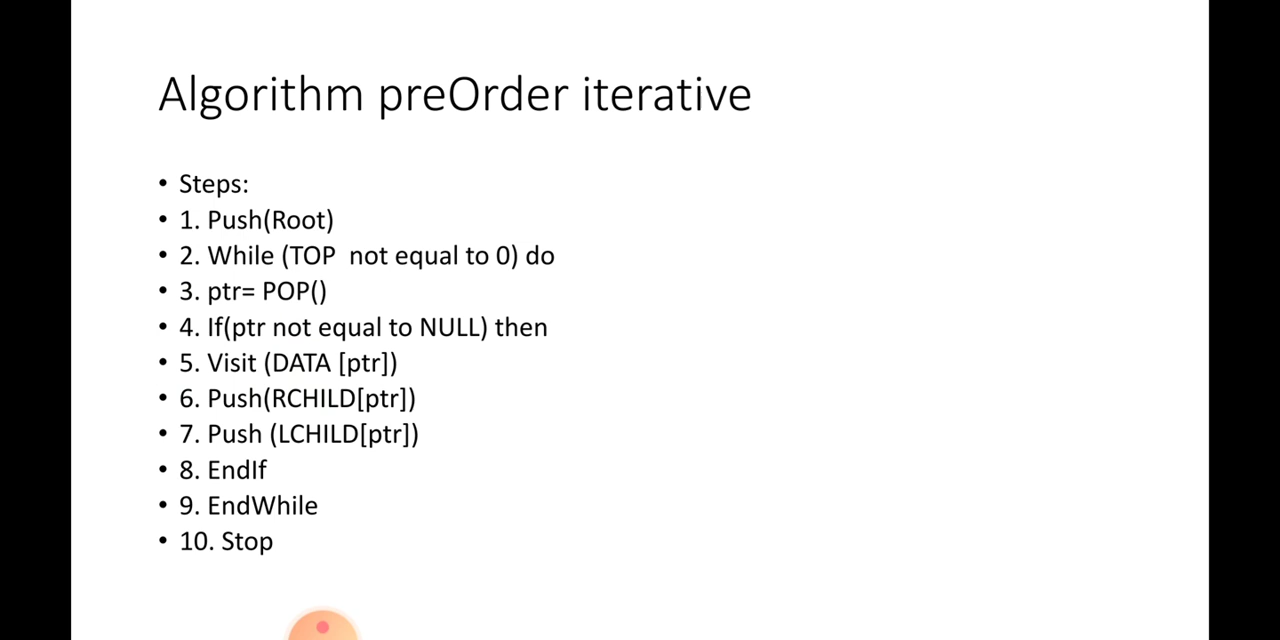 Algorithm preOrder iterative
• Steps:
• 1. Push(Root)
• 2. While (TOP  not equal to 0) do
• 3. ptr= POP()
• 4. If(ptr not equal to NULL) then
• 5. Visit (DATA [ptr])
• 6. Push(RCHILD[ptr])
• 7. Push (LCHILD[ptr])
• 8. EndIf
• 9. EndWhile
• 10. Stop